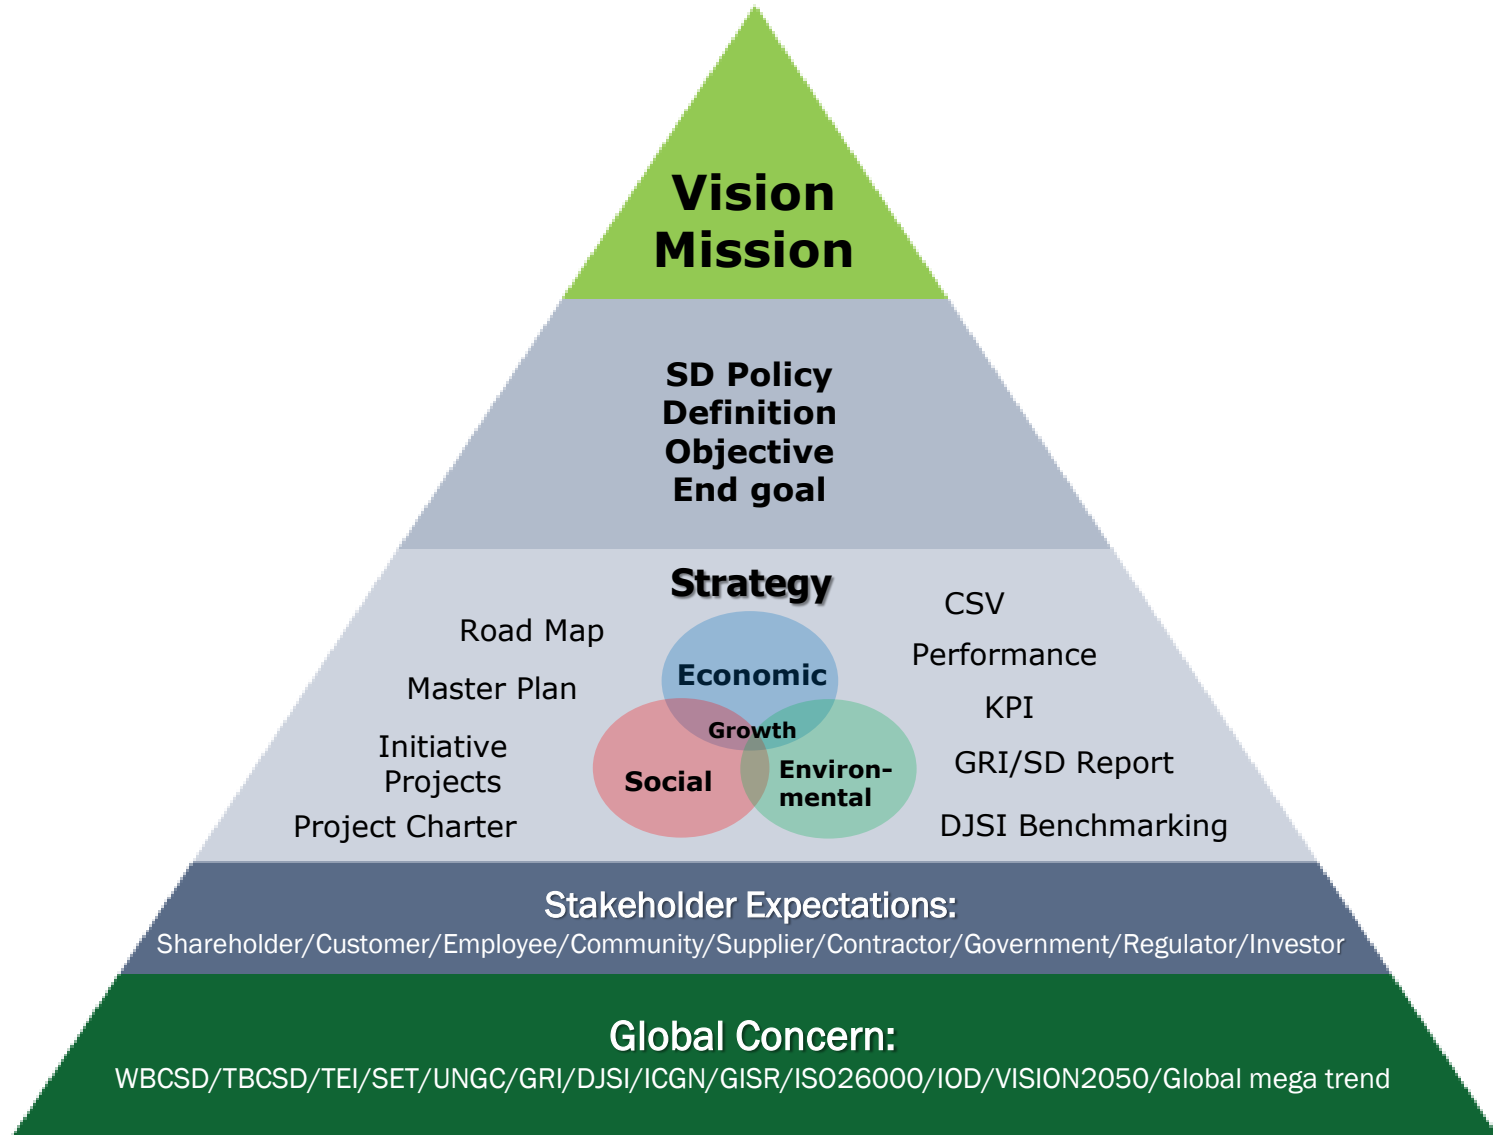 Vision
Mission
SD Policy
Definition
Objective
End goal
Strategy
Road Map
Master Plan
Initiative
Projects
Project Charter
Economic
Growth
Social
Environ-
mental
CSV
Performance
KPI
GRI/SD Report
DJSI Benchmarking
Stakeholder Expectations:
Shareholder/Customer/Employee/Community/Supplier/Contractor/Government/Regulator/Investor
Global Concern:
WBCSD/TBCSD/TEI/SET/UNGC/GRI/DJSI/ICGN/GISR/ISO26000/IOD/VISION2050/Global mega trend